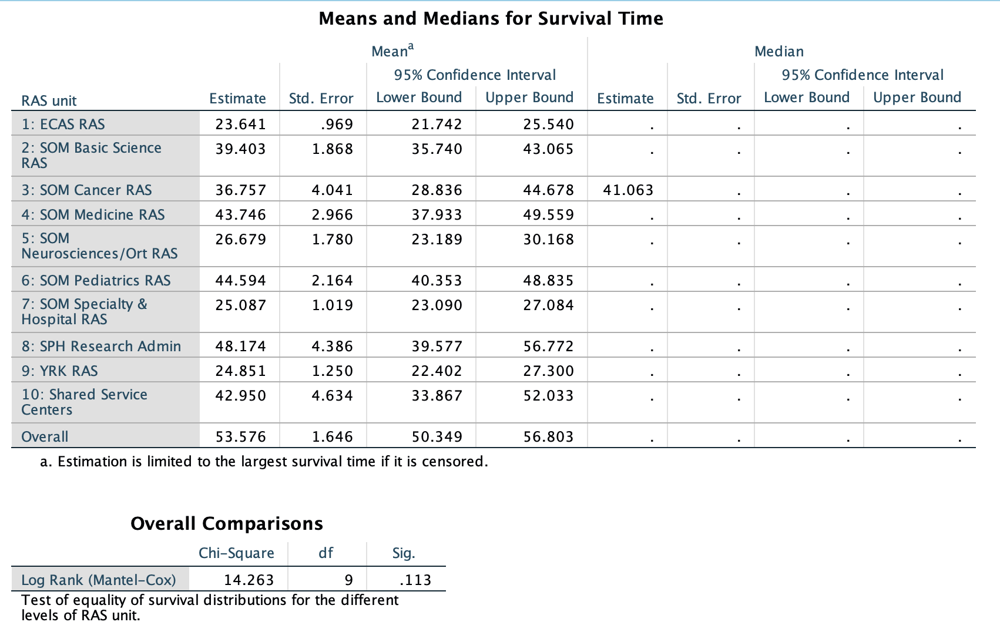 Means and Medians for Survival Time
Meanª Median
95% Confidence Interval 95% Confidence Interval
RAS unit Estimate Std. Error Lower Bound Upper Bound Estimate Std. Error Lower Bound Upper Bound
1: ECAS RAS 23.641 .969 21.742 25.540 . . . .
2: SOM Basic Science 39.403 1.868 35.740 43.065 . . . .
RAS
3: SOM Cancer RAS 36.757 4.041 28.836 44.678 41.063 . . .
4: SOM Medicine RAS 43.746 2.966 37.933 49.559 . . . .
5: SOM 26.679 1.780 23.189 30.168 . . . .
Neurosciences/Ort RAS
6: SOM Pediatrics RAS 44.594 2.164 40.353 48.835 . . . .
7: SOM Specialty & 25.087 1.019 23.090 27.084 . . . .
Hospital RAS
8: SPH Research Admin 48.174 4.386 39.577 56.772 . . . .
9: YRK RAS 24.851 1.250 22.402 27.300 . . . .
10: Shared Service 42.950 4.634 33.867 52.033 . . . .
Centers
Overall 53.576 1.646 50.349 56.803 . . . .
a. Estimation is limited to the largest survival time if it is censored.
Overall Comparisons
Chi-Square df Sig.
Log Rank (Mantel-Cox) 14.263 9 .113
Test of equality of survival distributions for the different
levels of RAS unit.